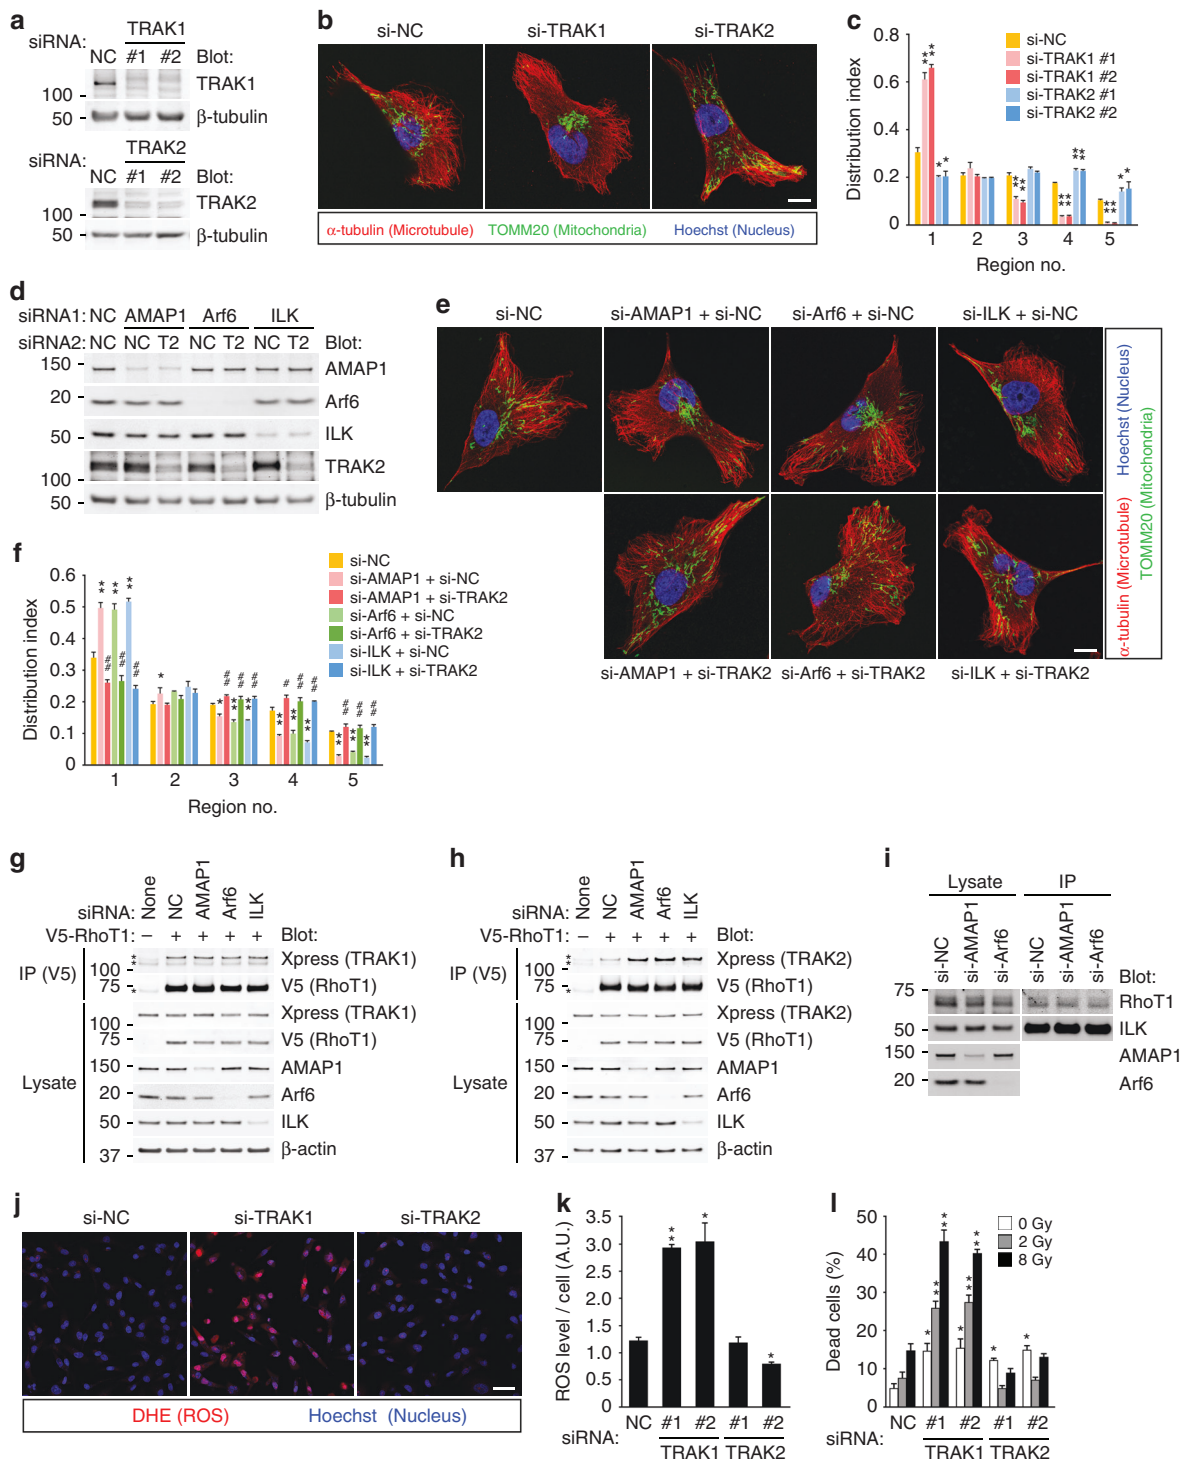 a
TRAK1
siRNA:
NC #1 #2 Blot:
TRAK1
100
50
β-tubulin
TRAK2
siRNA:
NC #1 #2 Blot:
TRAK2
100
50
β-tubulin
b
si-NC si-TRAK1 si-TRAK2
α-tubulin (Microtubule) TOMM20 (Mitochondria) Hoechst (Nucleus)
c
Distribution index
0.8
0.6
0.4
0.2
0
1 2 3 4 5
Region no.
si-NC
si-TRAK1 #1
si-TRAK1 #2
si-TRAK2 #1
si-TRAK2 #2
d
siRNA1: NC AMAP1 Arf6 ILK
siRNA2: NC NC T2 NC T2 NC T2 Blot:
150 AMAP1
20 Arf6
50 ILK
TRAK2
100
50 β-tubulin
e
si-NC si-AMAP1 + si-NC si-Arf6 + si-NC si-ILK + si-NC
si-AMAP1 + si-TRAK2 si-Arf6 + si-TRAK2 si-ILK + si-TRAK2
α-tubulin (Microtubule) Hoechst (Nucleus)
TOMM20 (Mitochondria)
f
Distribution index
0.6
0.5
0.4
0.3
0.2
0.1
0
1 2 3 4 5
Region no.
si-NC
si-AMAP1 + si-NC
si-AMAP1 + si-TRAK2
si-Arf6 + si-NC
si-Arf6 + si-TRAK2
si-ILK + si-NC
si-ILK + si-TRAK2
g
siRNA: None NC AMAP1 Arf6 ILK
V5-RhoT1: − + + + + Blot:
IP (V5)
Xpress (TRAK1)
100
75 V5 (RhoT1)
Lysate
Xpress (TRAK1)
100
75 V5 (RhoT1)
150 AMAP1
20 Arf6
50 ILK
37 β-actin
h
siRNA: None NC AMAP1 Arf6 ILK
V5-RhoT1: − + + + + Blot:
IP (V5)
Xpress (TRAK2)
100
75 V5 (RhoT1)
Lysate
Xpress (TRAK2)
100
75 V5 (RhoT1)
150 AMAP1
20 Arf6
50 ILK
37 β-actin
i
Lysate IP
si-NC si-AMAP1 si-Arf6 si-NC si-AMAP1 si-Arf6
Blot:
75
RhoT1
50 ILK
150 AMAP1
20 Arf6
j
si-NC si-TRAK1 si-TRAK2
DHE (ROS) Hoechst (Nucleus)
k
ROS level / cell (A.U.)
3.5
3.0
2.5
2.0
1.5
1.0
0.5
0
NC #1 #2 #1 #2
siRNA: TRAK1 TRAK2
l
Dead cells (%)
50
40
30
20
10
0
0 Gy
2 Gy
8 Gy
NC #1 #2 #1 #2
siRNA: TRAK1 TRAK2